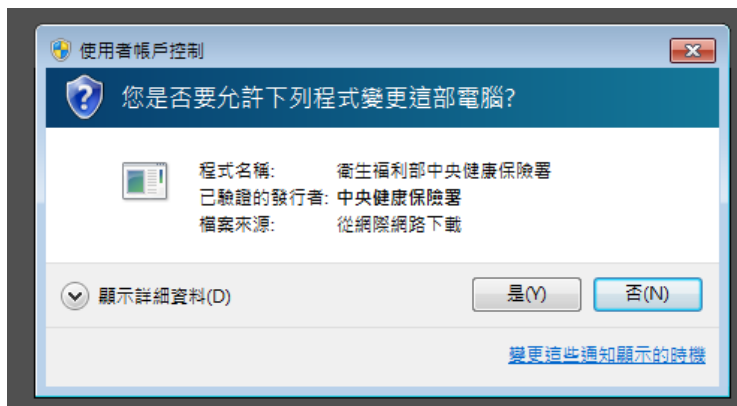 使用者帳戶控制
您是否要允許下列程式變更這部電腦?
程式名稱: 衛生福利部中央健康保險署
已驗證的發行者: 中央健康保險署
檔案來源: 從網際網路下載
顯示詳細資料(D)
是(Y)
否(N)
變更這些通知顯示的時機